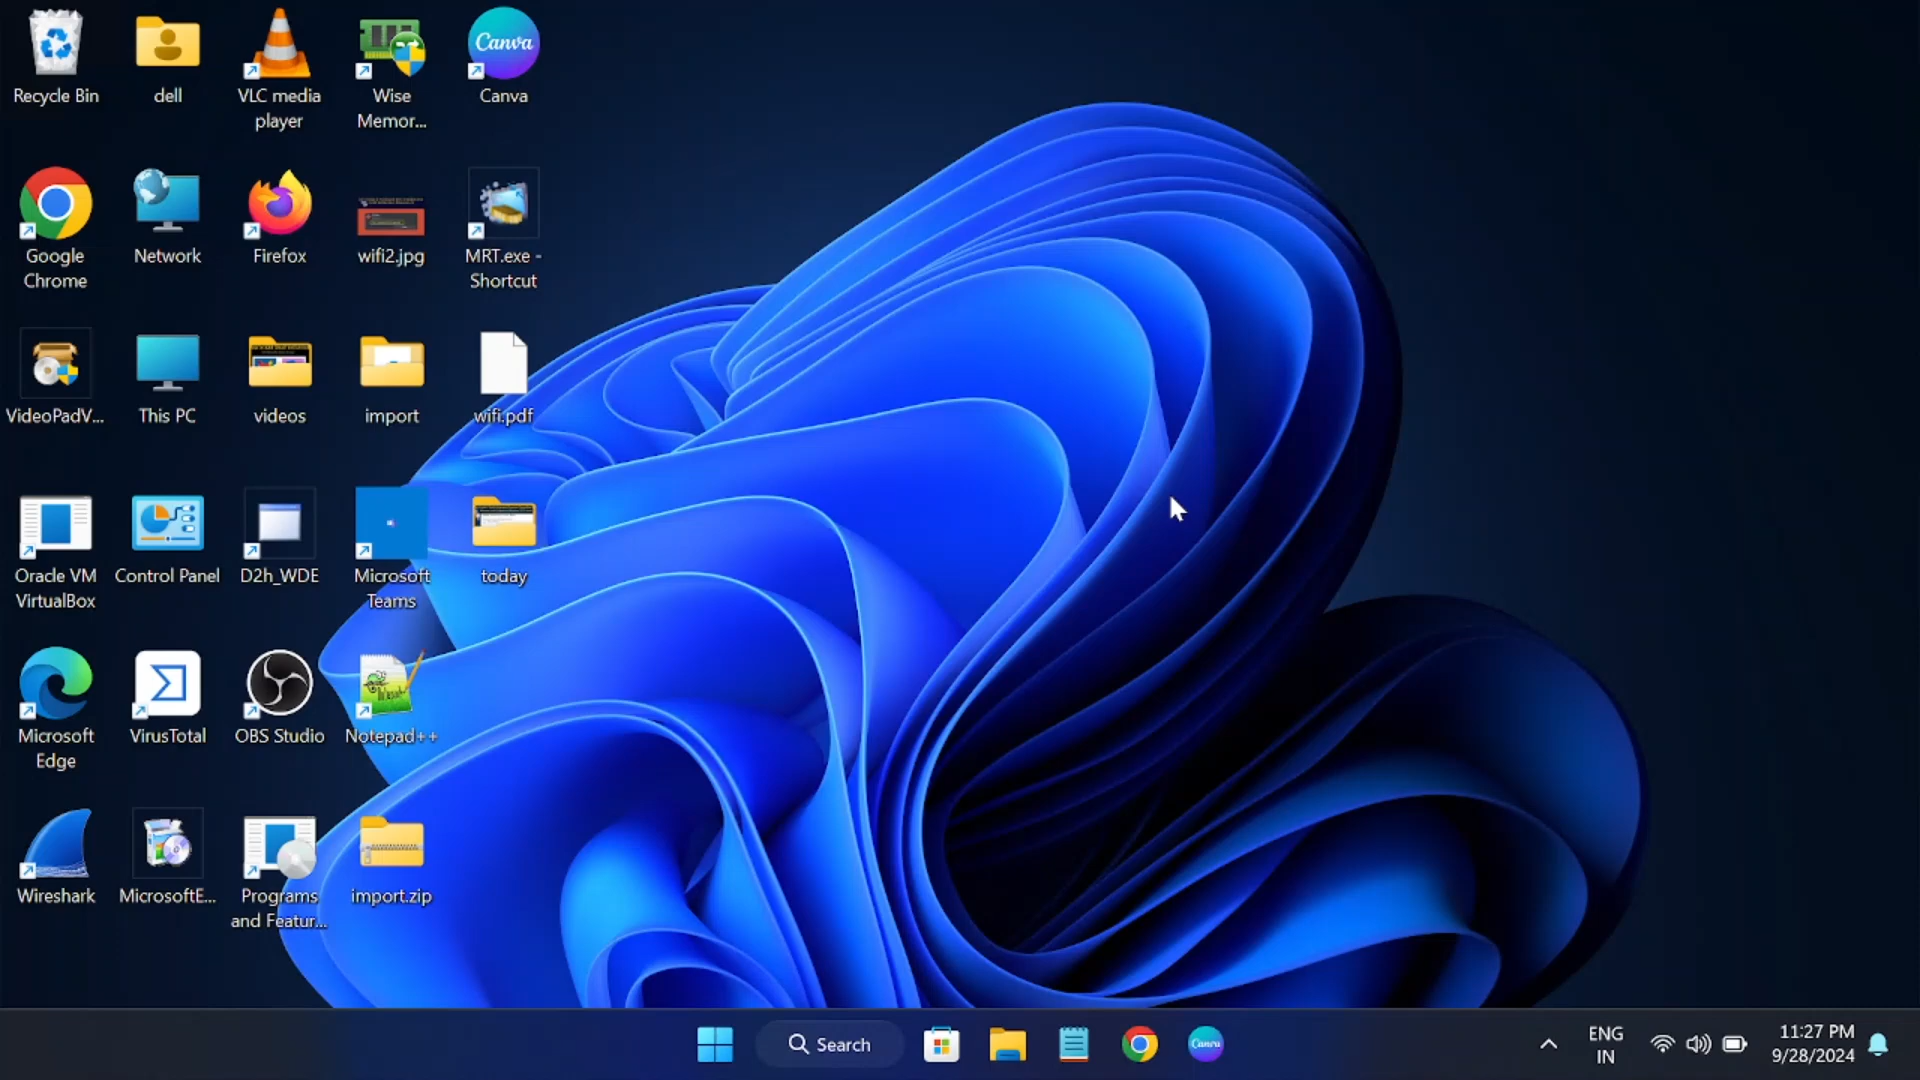 Recycle Bin
dell
VLC media
player
Wise
Memor...
Canva
Canva
Google
Chrome
Network
Firefox
wifi2.jpg
MRT.exe -
Shortcut
VideoPadV...
This PC
videos
import
wifi.pdf
Oracle VM
VirtualBox
Control Panel
D2h_WDE
Microsoft
Teams
today
Microsoft
Edge
VirusTotal
OBS Studio
Notepad++
Wireshark
MicrosoftE...
Programs
and Featur...
import.zip
Search
Canva
ENG
IN
11:27 PM
9/28/2024